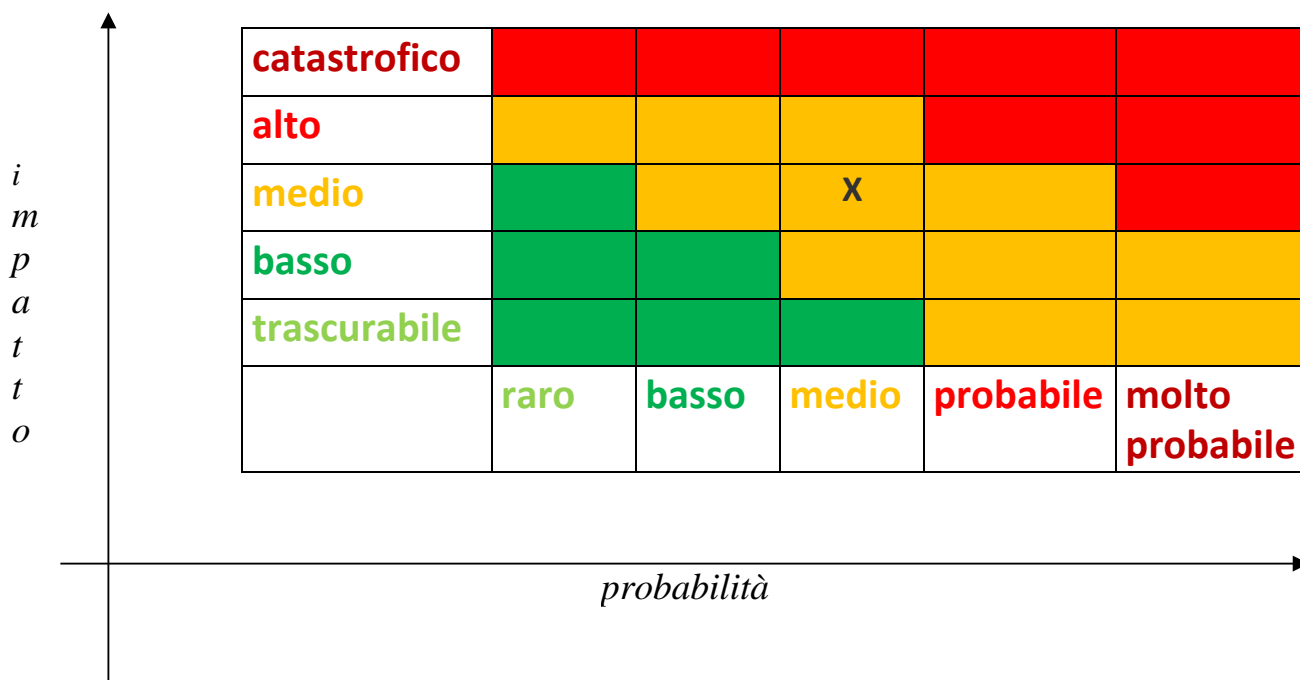 catastrofico
alto
medio X
basso
trascurabile
raro basso medio probabile molto
probabile
i
m
p
a
t
t
o
probabilità